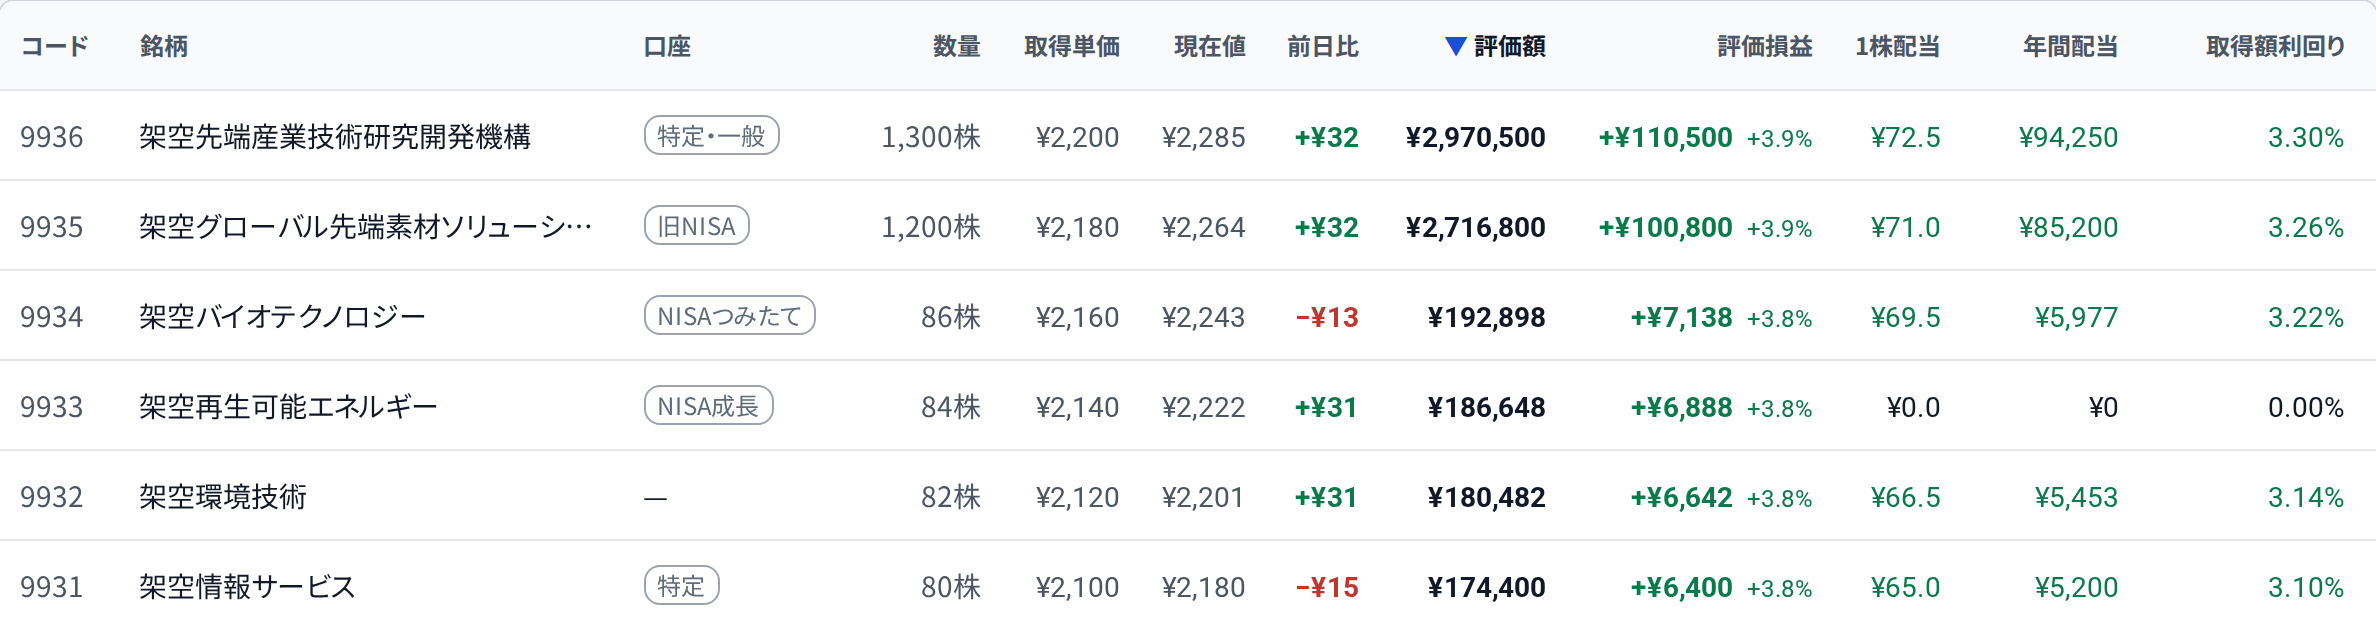 コード 銘柄 口座 数量 取得単価 現在値 前日比 ▼ 評価額 評価損益 1株配当 年間配当 取得額利回り
9936 架空先端産業技術研究開発機構 特定・一般 1,300株 ¥2,200 ¥2,285 +¥32 ¥2,970,500 +¥110,500 +3.9% ¥72.5 ¥94,250 3.30%
9935 架空グローバル先端素材ソリューシ… 旧NISA 1,200株 ¥2,180 ¥2,264 +¥32 ¥2,716,800 +¥100,800 +3.9% ¥71.0 ¥85,200 3.26%
9934 架空バイオテクノロジー NISAつみたて 86株 ¥2,160 ¥2,243 −¥13 ¥192,898 +¥7,138 +3.8% ¥69.5 ¥5,977 3.22%
9933 架空再生可能エネルギー NISA成長 84株 ¥2,140 ¥2,222 +¥31 ¥186,648 +¥6,888 +3.8% ¥0.0 ¥0 0.00%
9932 架空環境技術 — 82株 ¥2,120 ¥2,201 +¥31 ¥180,482 +¥6,642 +3.8% ¥66.5 ¥5,453 3.14%
9931 架空情報サービス 特定 80株 ¥2,100 ¥2,180 −¥15 ¥174,400 +¥6,400 +3.8% ¥65.0 ¥5,200 3.10%